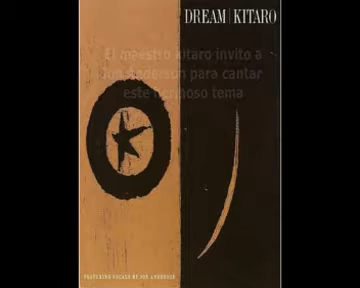 DREAM | KITARO
El maestro kitaro invito a
Jon Anderson para cantar
este hermoso tema
FEATURING VOCALS BY JON ANDERSON